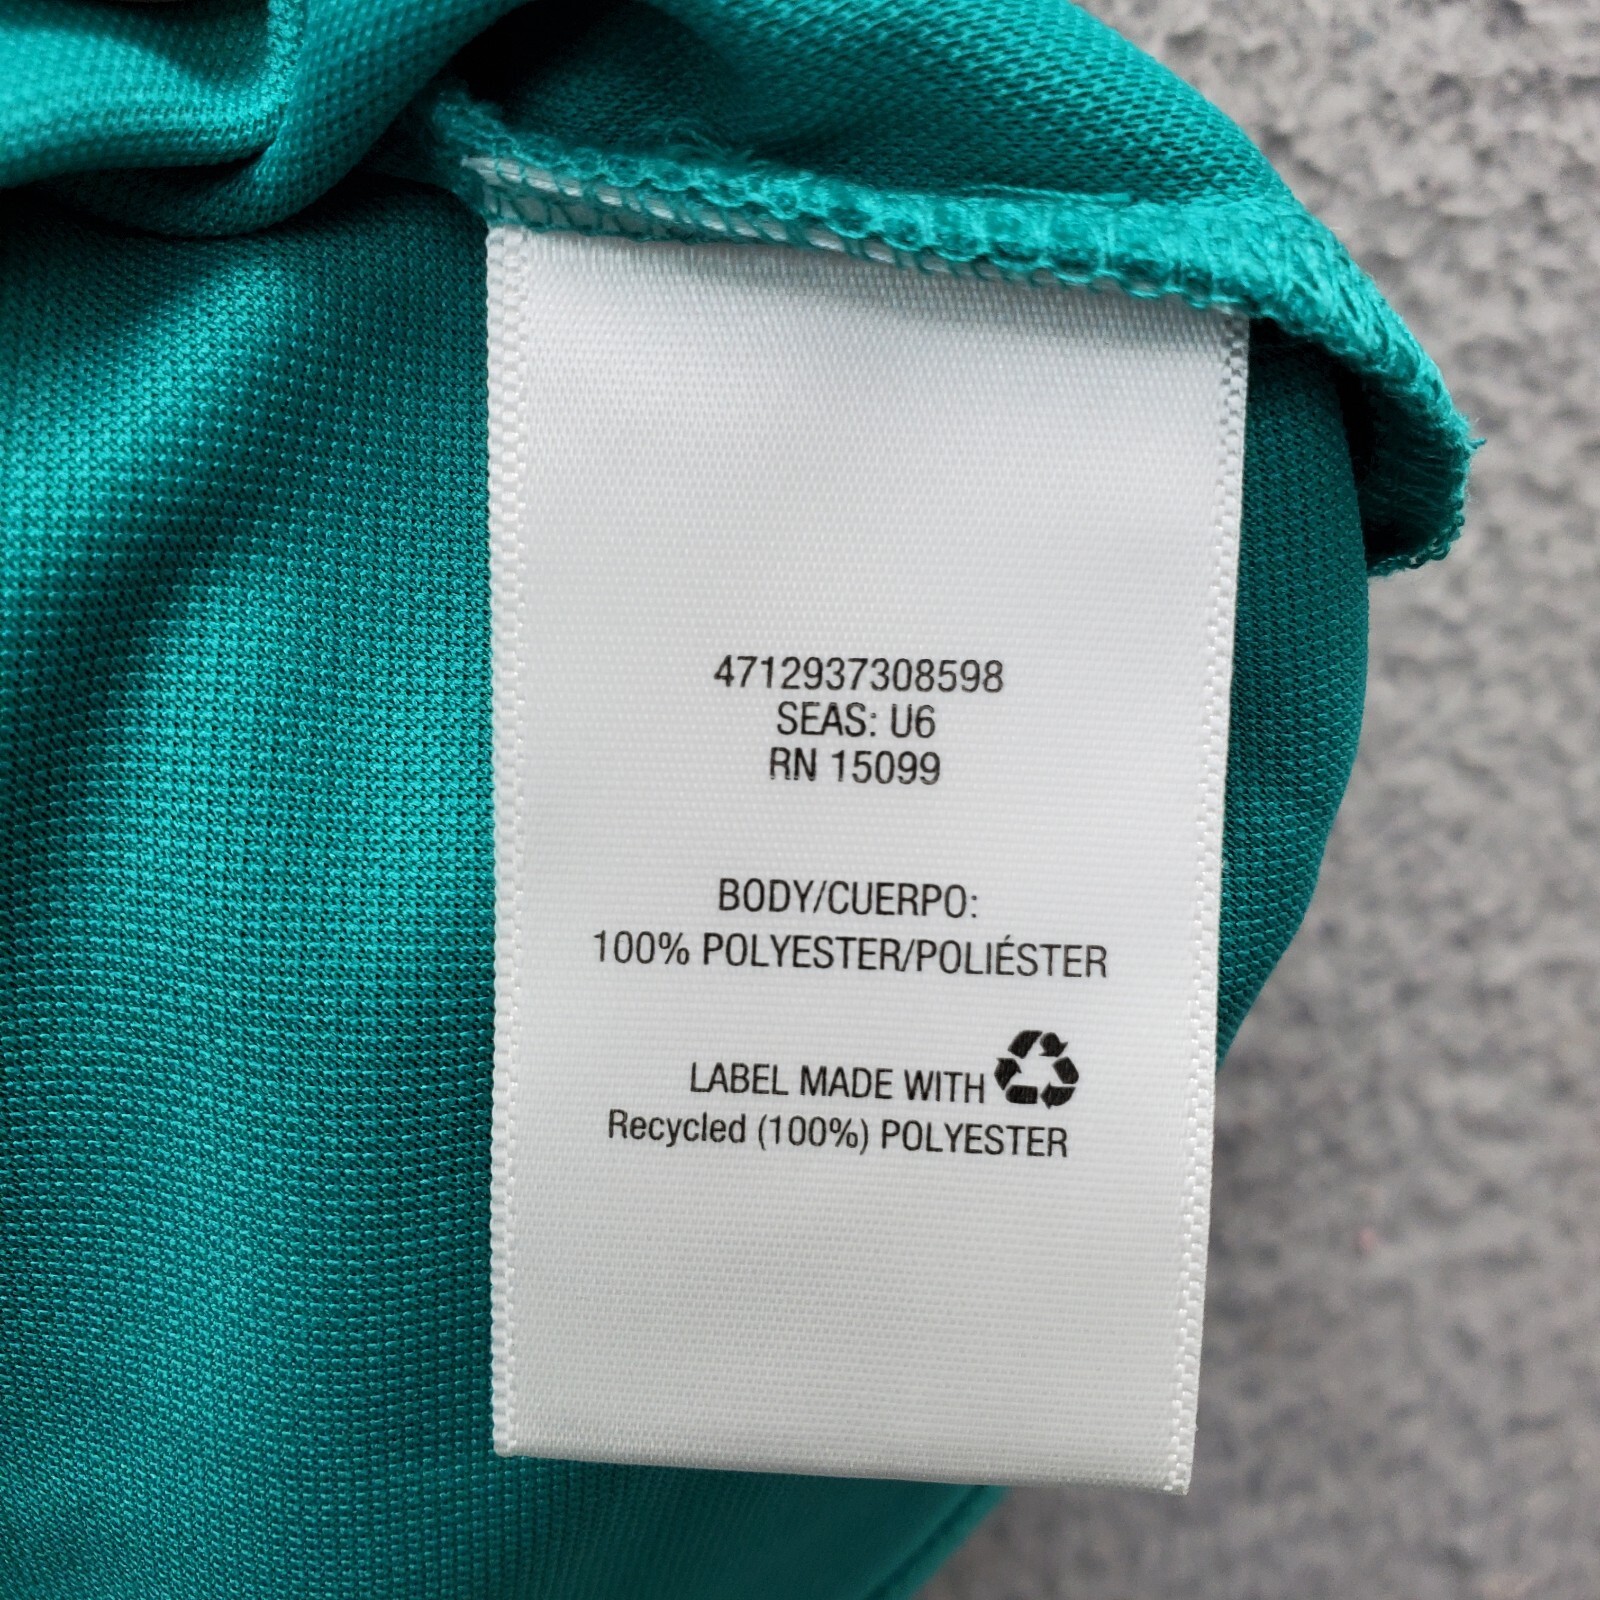 4712937308598
SEAS: U6
RN 15099
BODY/CUERPO:
100% POLYESTER/POLIÉSTER
LABEL MADE WITH
Recycled (100%) POLYESTER